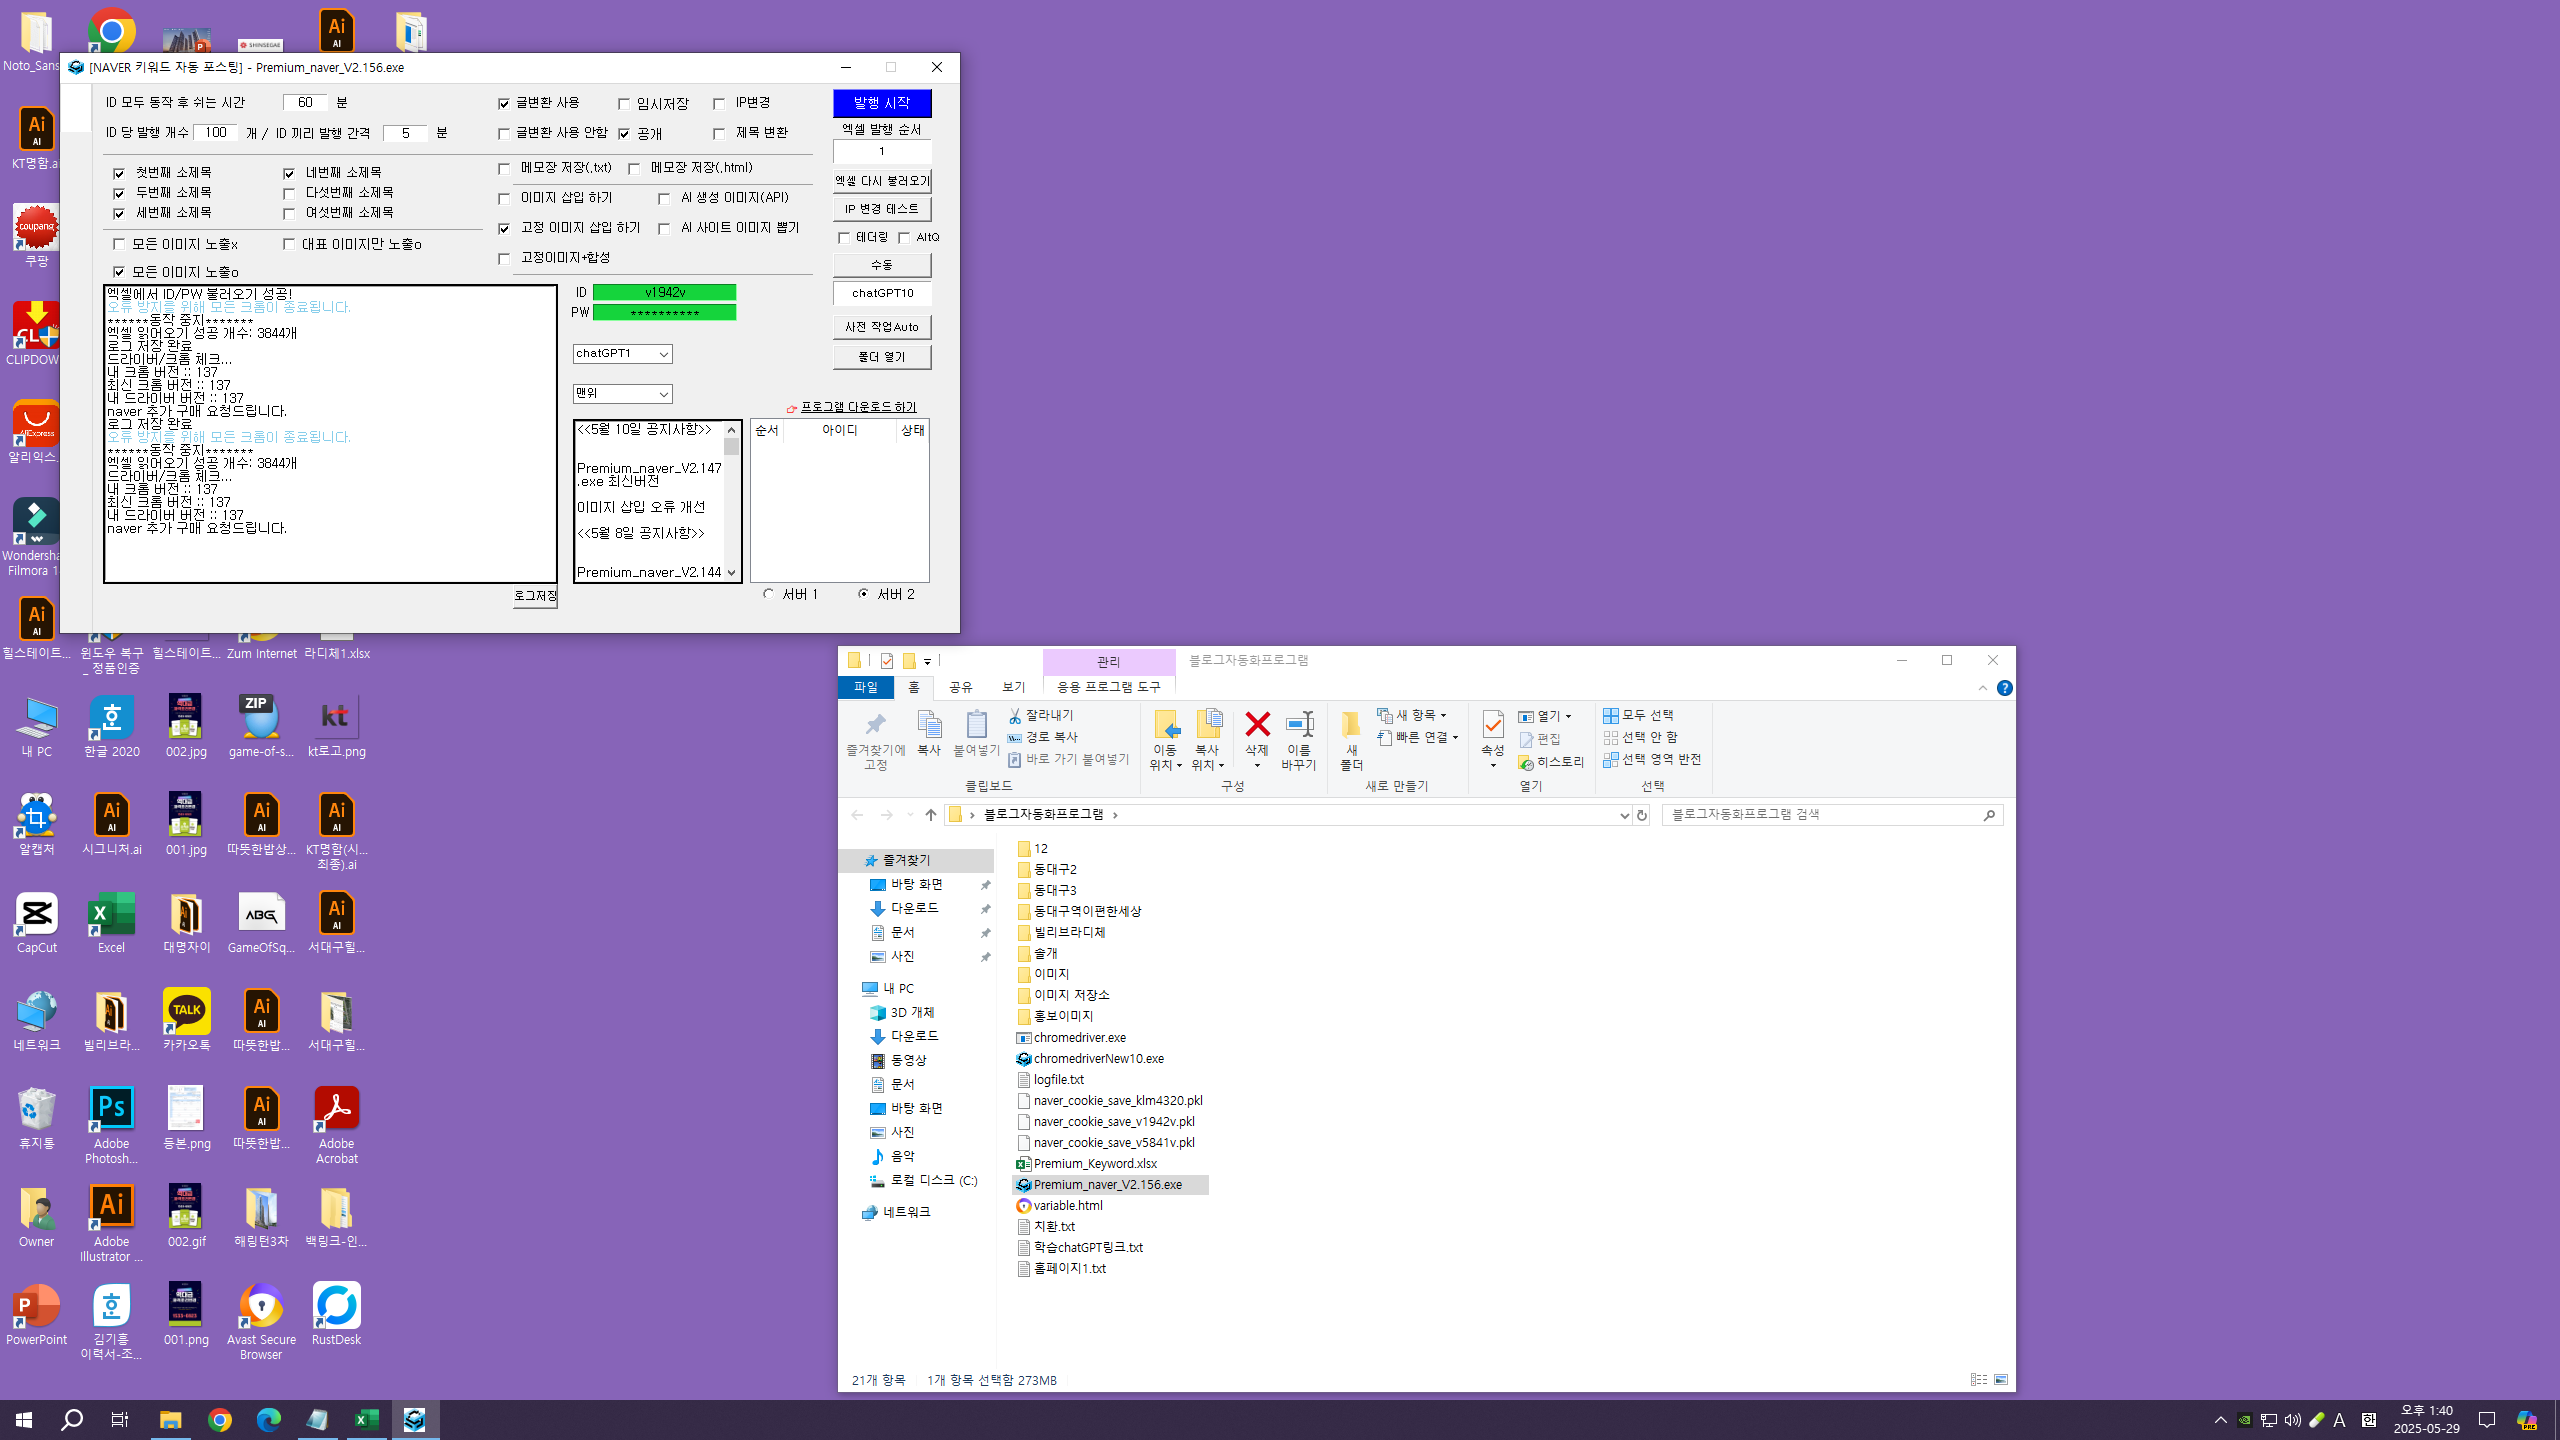 [NAVER 키워드 자동 포스팅] - Premium_naver_V2.156.exe
ID 모두 동작 후 쉬는 시간 60 분
ID 당 발행 개수 100 개 / ID 끼리 발행 간격 5 분
글변환 사용 임시저장 IP변경
글변환 사용 안함 공개 제목 변환
첫번째 소제목 네번째 소제목
두번째 소제목 다섯번째 소제목
세번째 소제목 여섯번째 소제목
모든 이미지 노출x 대표 이미지만 노출o
모든 이미지 노출o
메모장 저장(.txt) 메모장 저장(.html)
이미지 삽입 하기 AI 생성 이미지(API)
고정 이미지 삽입 하기 AI 사이트 이미지 뽑기
고정이미지+합성
발행 시작
엑셀 발행 순서
1
엑셀 다시 불러오기
IP 변경 테스트
테더링 AltQ
수동
chatGPT10
사전 작업Auto
폴더 열기
엑셀에서 ID/PW 불러오기 성공!
오류 방지를 위해 모든 크롬이 종료됩니다.
******동작 중지*******
엑셀 읽어오기 성공 개수: 3844개
로그 저장 완료
드라이버/크롬 체크...
내 크롬 버전 :: 137
최신 크롬 버전 :: 137
내 드라이버 버전 :: 137
naver 추가 구매 요청드립니다.
로그 저장 완료
오류 방지를 위해 모든 크롬이 종료됩니다.
******동작 중지*******
엑셀 읽어오기 성공 개수: 3844개
드라이버/크롬 체크...
내 크롬 버전 :: 137
최신 크롬 버전 :: 137
내 드라이버 버전 :: 137
naver 추가 구매 요청드립니다.
로그저장
ID v1942v
PW **********
chatGPT1
맨위
<<5월 10일 공지사항>>
Premium_naver_V2.147
.exe 최신버전
이미지 삽입 오류 개선
<<5월 8일 공지사항>>
Premium_naver_V2.144
프로그램 다운로드 하기
순서 아이디 상태
서버 1 서버 2
Noto_Sans
KT명함.ai
쿠팡
CLIPDOW
알리익스
Wondersha
Filmora 1
SHINSEGAE
힐스테이트...
윈도우 복구
_ 정품인증
힐스테이트...
Zum Internet
라디체1.xlsx
내 PC
한글 2020
002.jpg
game-of-s...
kt로고.png
알캡처
시그니처.ai
001.jpg
따뜻한밥상...
KT명함(시...
최종).ai
CapCut
Excel
대명자이
GameOfSq...
서대구힐...
네트워크
빌리브라...
카카오톡
따뜻한밥...
서대구힐...
휴지통
Adobe
Photosh...
등본.png
따뜻한밥...
Adobe
Acrobat
Owner
Adobe
Illustrator ...
002.gif
해링턴3차
백링크-인...
PowerPoint
김기흥
이력서-조...
001.png
Avast Secure
Browser
RustDesk
관리 블로그자동화프로그램
파일 홈 공유 보기 응용 프로그램 도구
즐겨찾기에
고정
복사
붙여넣기
잘라내기
경로 복사
바로 가기 붙여넣기
클립보드
이동
위치
복사
위치
삭제
이름
바꾸기
구성
새
폴더
새 항목
빠른 연결
새로 만들기
속성
열기
편집
히스토리
열기
모두 선택
선택 안 함
선택 영역 반전
선택
블로그자동화프로그램
블로그자동화프로그램 검색
즐겨찾기
바탕 화면
다운로드
문서
사진
내 PC
3D 개체
다운로드
동영상
문서
바탕 화면
사진
음악
로컬 디스크 (C:)
네트워크
12
동대구2
동대구3
동대구역이편한세상
빌리브라디체
솔개
이미지
이미지 저장소
홍보이미지
chromedriver.exe
chromedriverNew10.exe
logfile.txt
naver_cookie_save_klm4320.pkl
naver_cookie_save_v1942v.pkl
naver_cookie_save_v5841v.pkl
Premium_Keyword.xlsx
Premium_naver_V2.156.exe
variable.html
치환.txt
학습chatGPT링크.txt
홈페이지1.txt
21개 항목 1개 항목 선택함 273MB
A 한
오후 1:40
2025-05-29